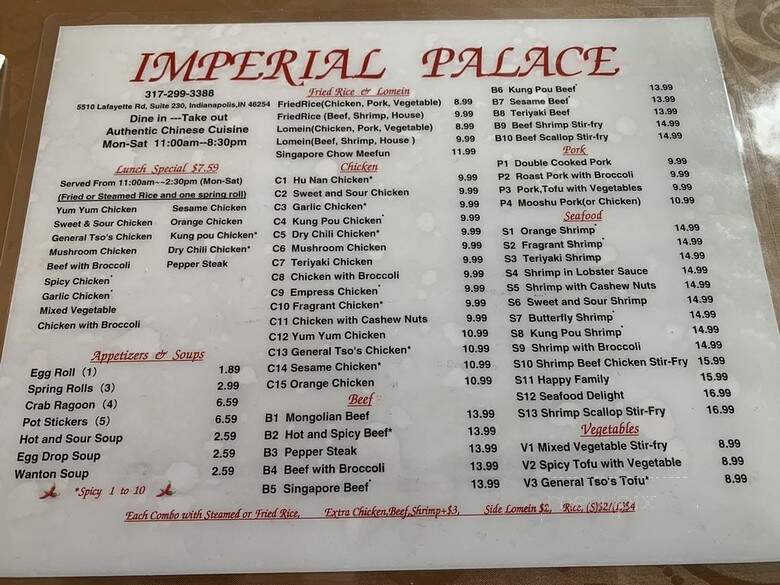 IMPERIAL PALACE
317-299-3388
5510 Lafayette Rd, Suite 230, Indianapolis,IN 46254
Dine in ---Take out
Authentic Chinese Cuisine
Mon-Sat 11:00am--8:30pm
Lunch Special $7.59
Served From 11:00am~~2:30pm (Mon-Sat)
(Fried or Steamed Rice and one spring roll)
Yum Yum Chicken Sesame Chicken
Sweet & Sour Chicken Orange Chicken
General Tso's Chicken Kung pou Chicken*
Mushroom Chicken Dry Chili Chicken*
Beef with Broccoli Pepper Steak
Spicy Chicken*
Garlic Chicken*
Mixed Vegetable
Chicken with Broccoli
Appetizers & Soups
Egg Roll (1) 1.89
Spring Rolls (3) 2.99
Crab Ragoon (4) 6.59
Pot Stickers (5) 6.59
Hot and Sour Soup 2.59
Egg Drop Soup 2.59
Wanton Soup 2.59
*Spicy 1 to 10
Fried Rice & Lomein
FriedRice(Chicken, Pork, Vegetable) 8.99
FriedRice (Beef, Shrimp, House) 9.99
Lomein(Chicken, Pork, Vegetable) 8.99
Lomein(Beef, Shrimp, House ) 9.99
Singapore Chow Meefun 11.99
Chicken
C1 Hu Nan Chicken* 9.99
C2 Sweet and Sour Chicken 9.99
C3 Garlic Chicken* 9.99
C4 Kung Pou Chicken* 9.99
C5 Dry Chili Chicken* 9.99
C6 Mushroom Chicken 9.99
C7 Teriyaki Chicken 9.99
C8 Chicken with Broccoli 9.99
C9 Empress Chicken* 9.99
C10 Fragrant Chicken* 9.99
C11 Chicken with Cashew Nuts 9.99
C12 Yum Yum Chicken 10.99
C13 General Tso's Chicken* 10.99
C14 Sesame Chicken* 10.99
C15 Orange Chicken 10.99
Beef
B1 Mongolian Beef 13.99
B2 Hot and Spicy Beef* 13.99
B3 Pepper Steak 13.99
B4 Beef with Broccoli 13.99
B5 Singapore Beef* 13.99
B6 Kung Pou Beef* 13.99
B7 Sesame Beef* 13.99
B8 Teriyaki Beef 13.99
B9 Beef Shrimp Stir-fry 14.99
B10 Beef Scallop Stir-fry 14.99
Pork
P1 Double Cooked Pork 9.99
P2 Roast Pork with Broccoli 9.99
P3 Pork,Tofu with Vegetables 9.99
P4 Mooshu Pork(or Chicken) 10.99
Seafood
S1 Orange Shrimp* 14.99
S2 Fragrant Shrimp* 14.99
S3 Teriyaki Shrimp 14.99
S4 Shrimp in Lobster Sauce 14.99
S5 Shrimp with Cashew Nuts 14.99
S6 Sweet and Sour Shrimp 14.99
S7 Butterfly Shrimp* 14.99
S8 Kung Pou Shrimp* 14.99
S9 Shrimp with Broccoli 14.99
S10 Shrimp Beef Chicken Stir-Fry 15.99
S11 Happy Family 15.99
S12 Seafood Delight 16.99
S13 Shrimp Scallop Stir-Fry 16.99
Vegetables
V1 Mixed Vegetable Stir-fry 8.99
V2 Spicy Tofu with Vegetable 8.99
V3 General Tso's Tofu* 8.99
Each Combo with Steamed or Fried Rice, Extra Chicken,Beef,Shrimp+$3, Side Lomein $2, Rice,